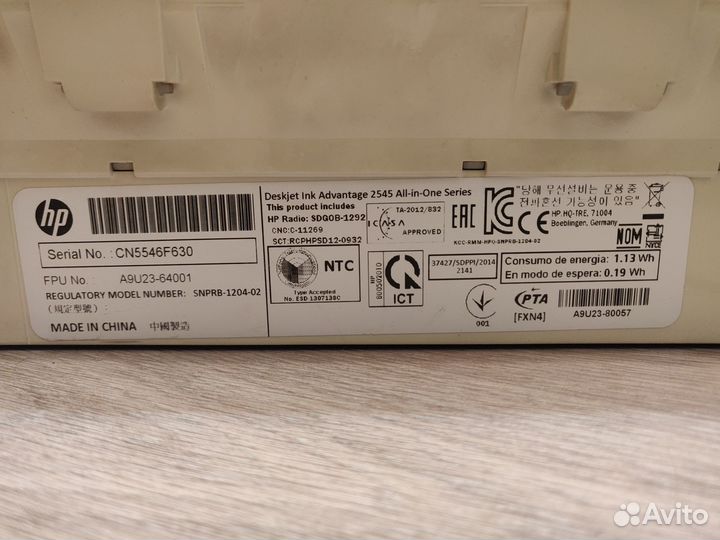 hp
Serial No.: CN5546F630
FPU No.: A9U23-64001
REGULATORY MODEL NUMBER: SNPRB-1204-02
(規定型號)
MADE IN CHINA 中國製造
Deskjet Ink Advantage 2545 All-in-One Series
This product includes
HP Radio: SDGOB-1292
CNC:C-11269
SCT:RCPHPSD12-0932
ICASA
TA-2012/832
APPROVED
EAC
"당해 무선설비는 운용 중
전파혼신 가능성이 있음"
KCC-RMM-HPO-SNPRB-1204-02
HP, HQ-TRE, 71004
Boeblingen, Germany
NOM
NTC
Type Accepted
No. ESD 1307138C
HP
B00502010
ICT
37427/SDPPI/2014
2141
001
Consumo de energia: 1.13 Wh
En modo de espera: 0.19 Wh
PTA
[FXN4]
A9U23-80057
Avito